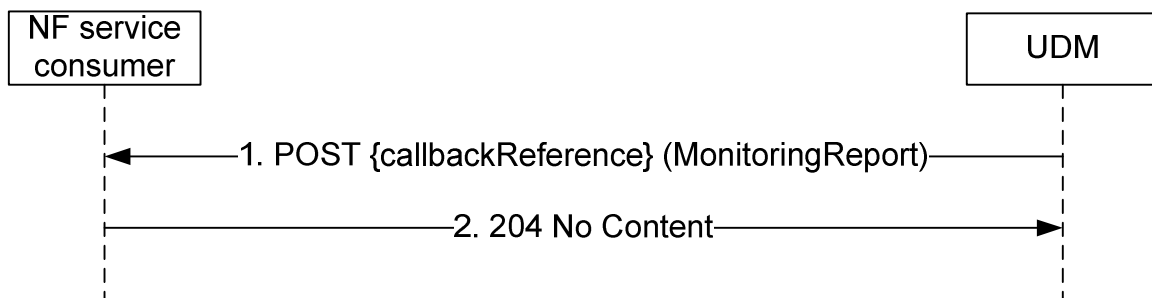 NF service
consumer
UDM
1. POST {callbackReference} (MonitoringReport)
2. 204 No Content